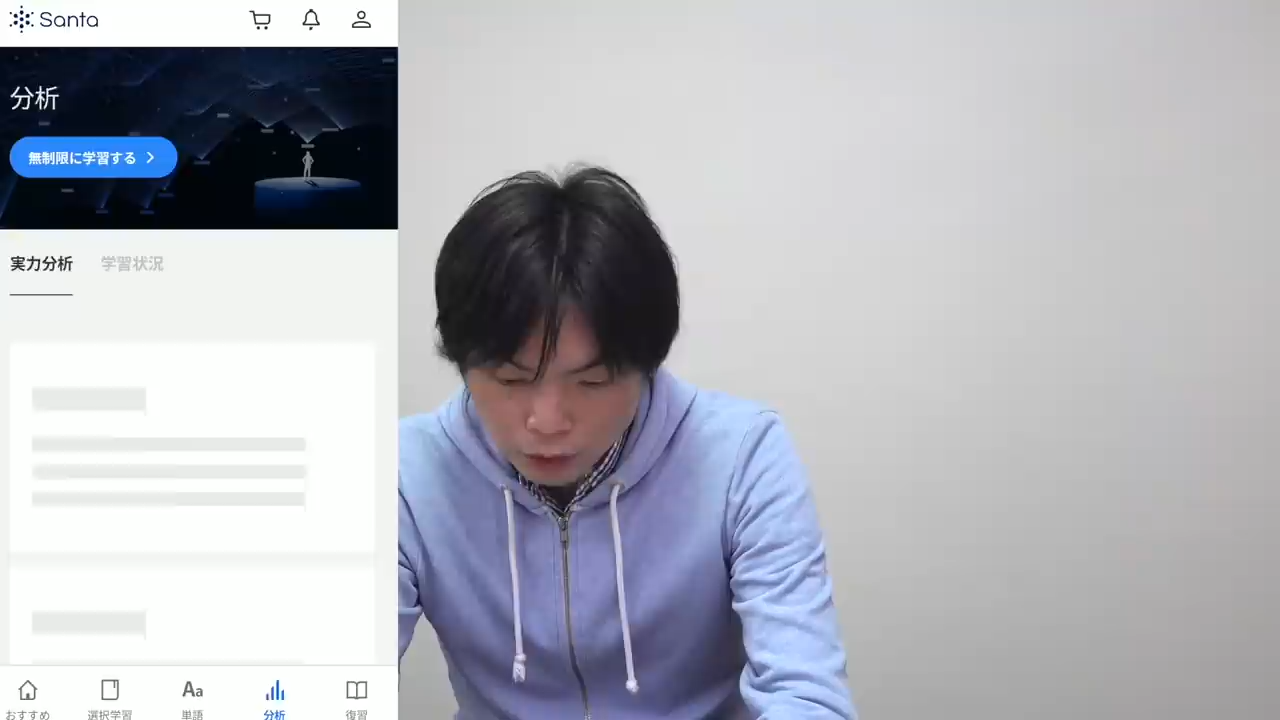 Santa
分析
無制限に学習する
実力分析
学習状況
おすすめ
選択学習
Aa
単語
分析
復習